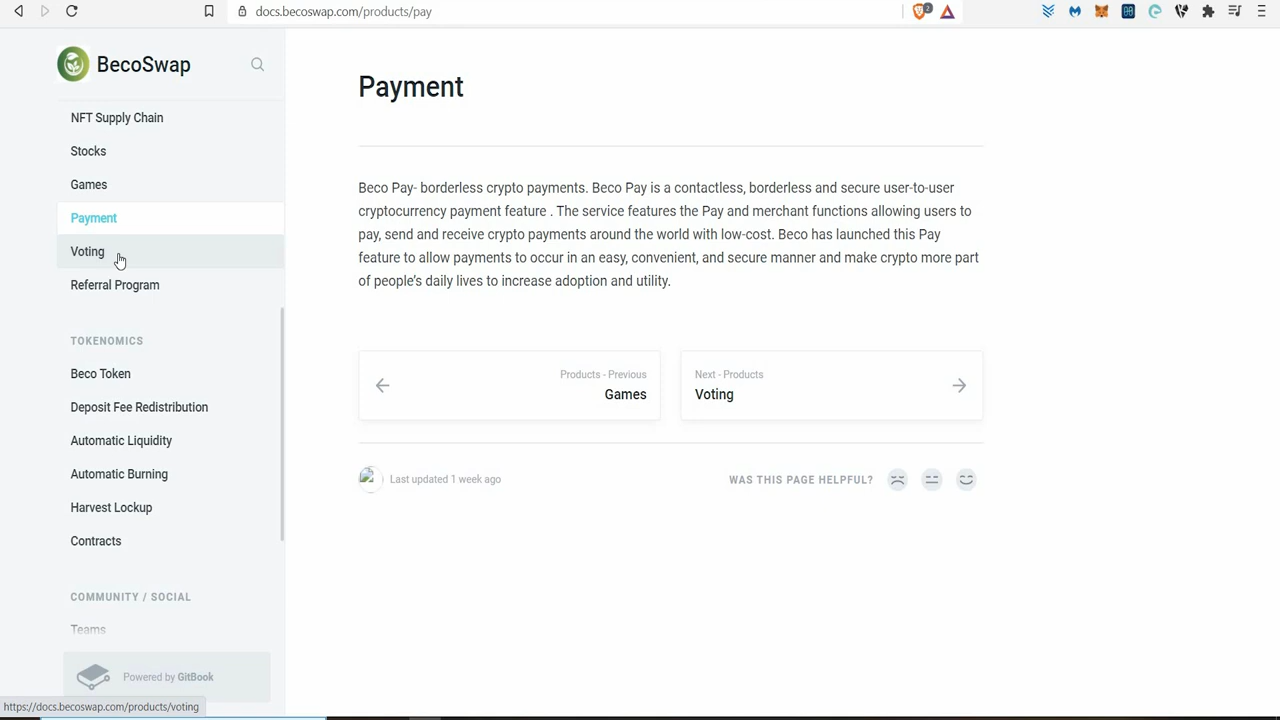 docs.becoswap.com/products/pay
2
BecoSwap
NFT Supply Chain
Stocks
Games
Payment
Voting
Referral Program
TOKENOMICS
Beco Token
Deposit Fee Redistribution
Automatic Liquidity
Automatic Burning
Harvest Lockup
Contracts
COMMUNITY / SOCIAL
Teams
Powered by GitBook
https://docs.becoswap.com/products/voting
Payment
Beco Pay- borderless crypto payments. Beco Pay is a contactless, borderless and secure user-to-user
cryptocurrency payment feature . The service features the Pay and merchant functions allowing users to
pay, send and receive crypto payments around the world with low-cost. Beco has launched this Pay
feature to allow payments to occur in an easy, convenient, and secure manner and make crypto more part
of people's daily lives to increase adoption and utility.
Products - Previous
Games
Next - Products
Voting
Last updated 1 week ago
WAS THIS PAGE HELPFUL?